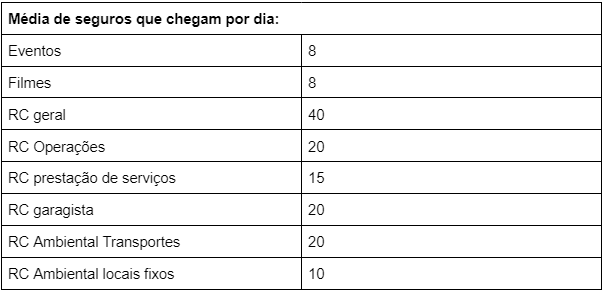 Média de seguros que chegam por dia:
Eventos 8
Filmes 8
RC geral 40
RC Operações 20
RC prestação de serviços 15
RC garagista 20
RC Ambiental Transportes 20
RC Ambiental locais fixos 10